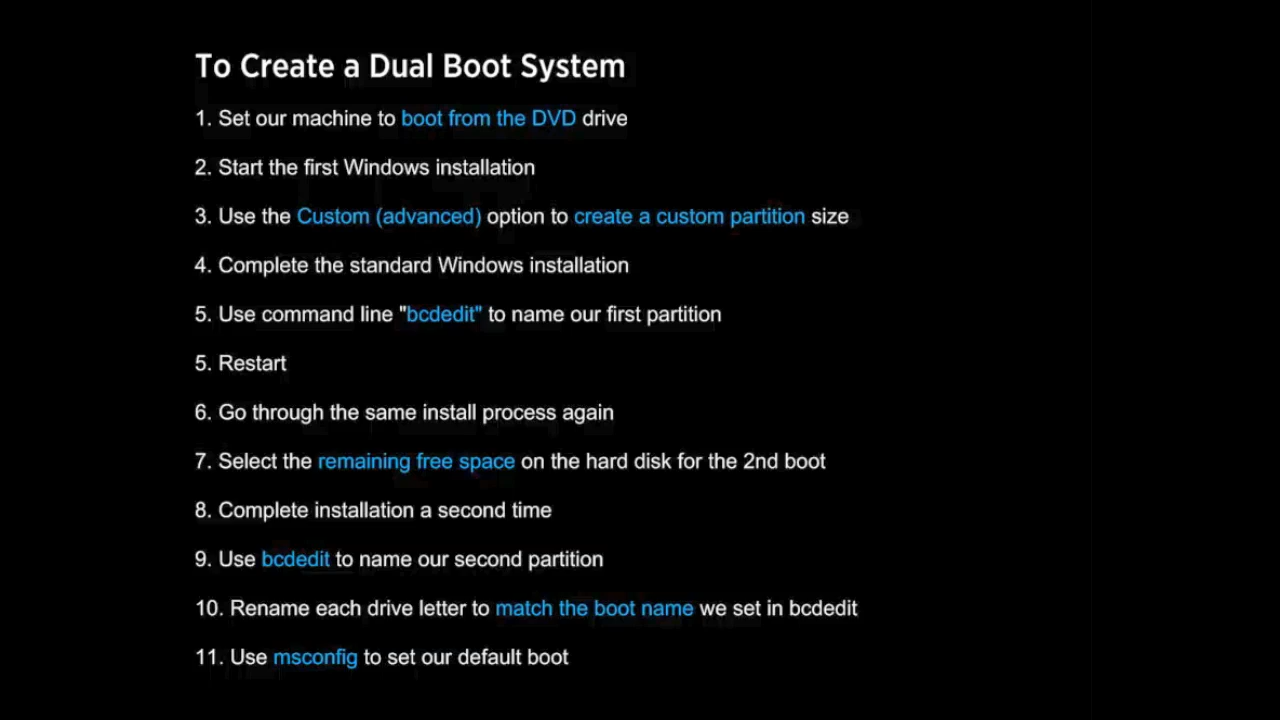 To Create a Dual Boot System
1. Set our machine to boot from the DVD drive
2. Start the first Windows installation
3. Use the Custom (advanced) option to create a custom partition size
4. Complete the standard Windows installation
5. Use command line "bcdedit" to name our first partition
5. Restart
6. Go through the same install process again
7. Select the remaining free space on the hard disk for the 2nd boot
8. Complete installation a second time
9. Use bcdedit to name our second partition
10. Rename each drive letter to match the boot name we set in bcdedit
11. Use msconfig to set our default boot